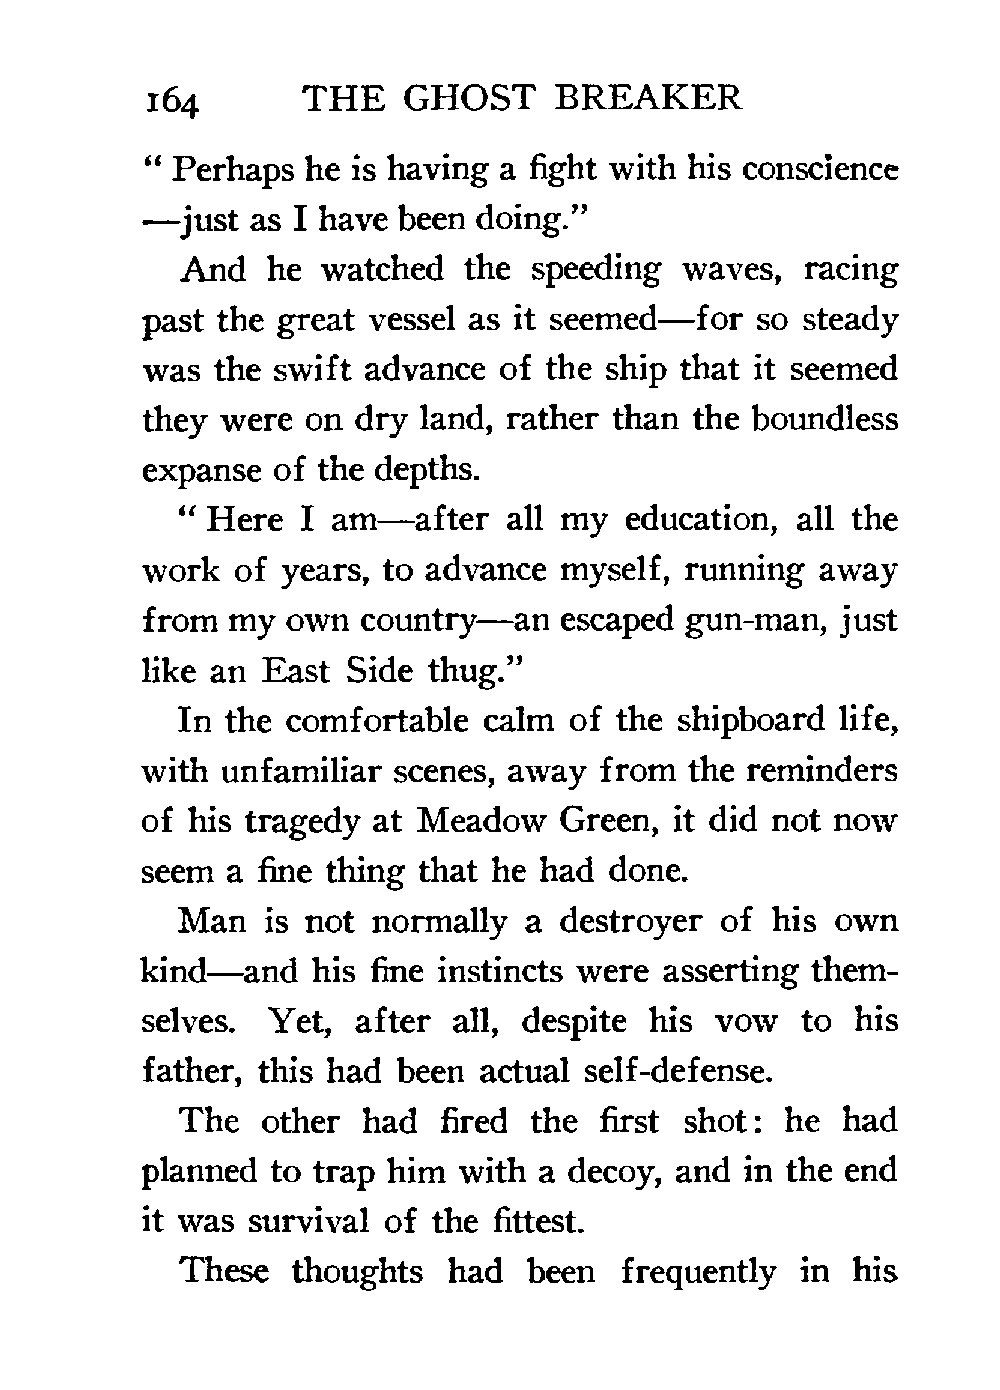 164 THE GHOST BREAKER
“ Perhaps he is having a fight with his conscience
—just as I have been doing.”
And he watched the speeding waves, racing
past the great vessel as it seemed—for so steady
was the swift advance of the ship that it seemed
they were on dry land, rather than the boundless
expanse of the depths.
“ Here I am—after all my education, all the
work of years, to advance myself, running away
from my own country—an escaped gun-man, just
like an East Side thug.”
In the comfortable calm of the shipboard life,
with unfamiliar scenes, away from the reminders
of his tragedy at Meadow Green, it did not now
seem a fine thing that he had done.
Man is not normally a destroyer of his own
kind—and his fine instincts were asserting them-
selves. Yet, after all, despite his vow to his
father, this had been actual self-defense.
The other had fired the first shot: he had
planned to trap him with a decoy, and in the end
it was survival of the fittest.
These thoughts had been frequently in his